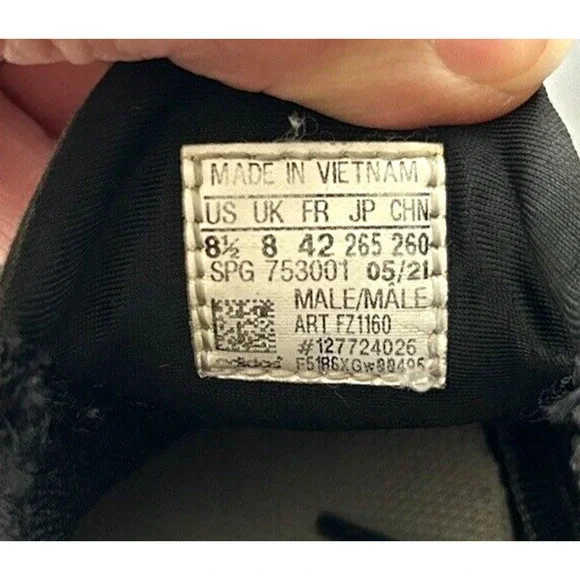 MADE IN VIETNAM
US UK FR JP CHN
8½ 8 42 265 260
SPG 753001 05/21
MALE/MÂLE
ART FZ1160
#127724026
adidas